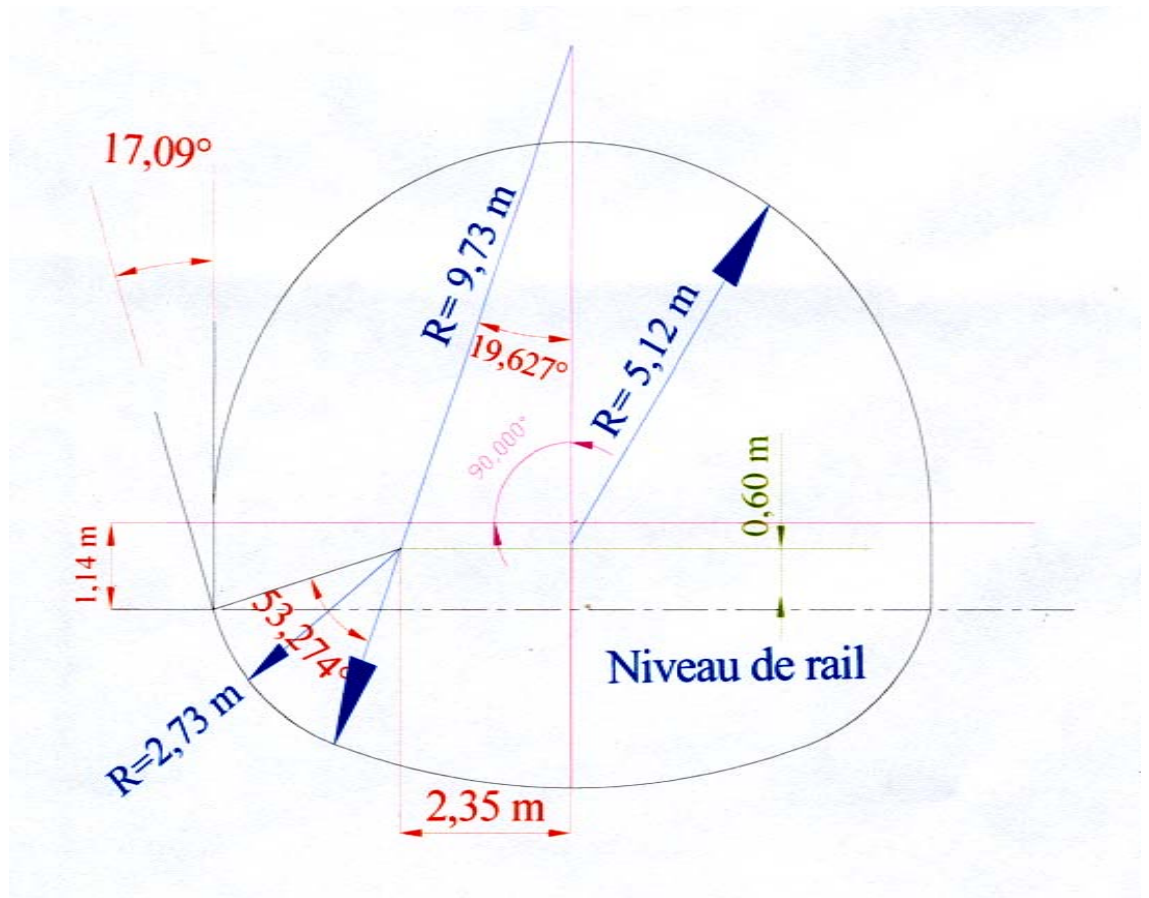 17,09°
R= 9,73 m
19,627°
R= 5,12 m
90.000°
0,60 m
1,14 m
53,274°
Niveau de rail
R=2,73 m
2,35 m